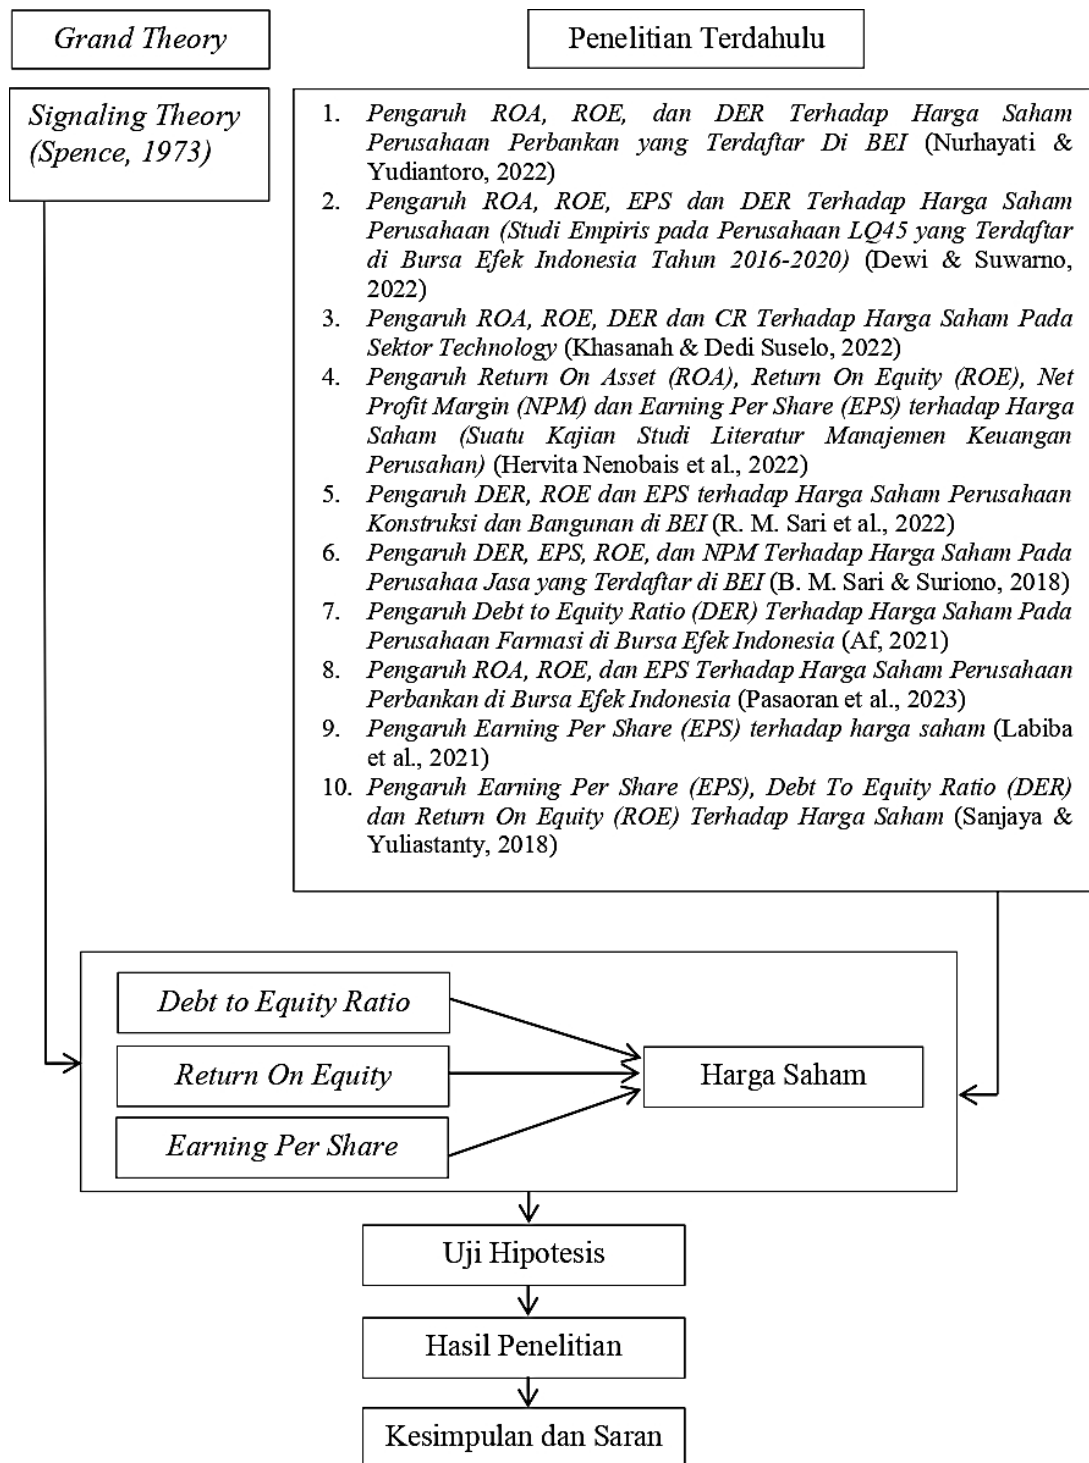 Grand Theory
Penelitian Terdahulu
Signaling Theory
(Spence, 1973)
1. Pengaruh ROA, ROE, dan DER Terhadap Harga Saham
Perusahaan Perbankan yang Terdaftar Di BEI (Nurhayati &
Yudiantoro, 2022)
2. Pengaruh ROA, ROE, EPS dan DER Terhadap Harga Saham
Perusahaan (Studi Empiris pada Perusahaan LQ45 yang Terdaftar
di Bursa Efek Indonesia Tahun 2016-2020) (Dewi & Suwarno,
2022)
3. Pengaruh ROA, ROE, DER dan CR Terhadap Harga Saham Pada
Sektor Technology (Khasanah & Dedi Suselo, 2022)
4. Pengaruh Return On Asset (ROA), Return On Equity (ROE), Net
Profit Margin (NPM) dan Earning Per Share (EPS) terhadap Harga
Saham (Suatu Kajian Studi Literatur Manajemen Keuangan
Perusahan) (Hervita Nenobais et al., 2022)
5. Pengaruh DER, ROE dan EPS terhadap Harga Saham Perusahaan
Konstruksi dan Bangunan di BEI (R. M. Sari et al., 2022)
6. Pengaruh DER, EPS, ROE, dan NPM Terhadap Harga Saham Pada
Perusahaa Jasa yang Terdaftar di BEI (B. M. Sari & Suriono, 2018)
7. Pengaruh Debt to Equity Ratio (DER) Terhadap Harga Saham Pada
Perusahaan Farmasi di Bursa Efek Indonesia (Af, 2021)
8. Pengaruh ROA, ROE, dan EPS Terhadap Harga Saham Perusahaan
Perbankan di Bursa Efek Indonesia (Pasaoran et al., 2023)
9. Pengaruh Earning Per Share (EPS) terhadap harga saham (Labiba
et al., 2021)
10. Pengaruh Earning Per Share (EPS), Debt To Equity Ratio (DER)
dan Return On Equity (ROE) Terhadap Harga Saham (Sanjaya &
Yuliastanty, 2018)
Debt to Equity Ratio
Return On Equity
Earning Per Share
Harga Saham
Uji Hipotesis
Hasil Penelitian
Kesimpulan dan Saran